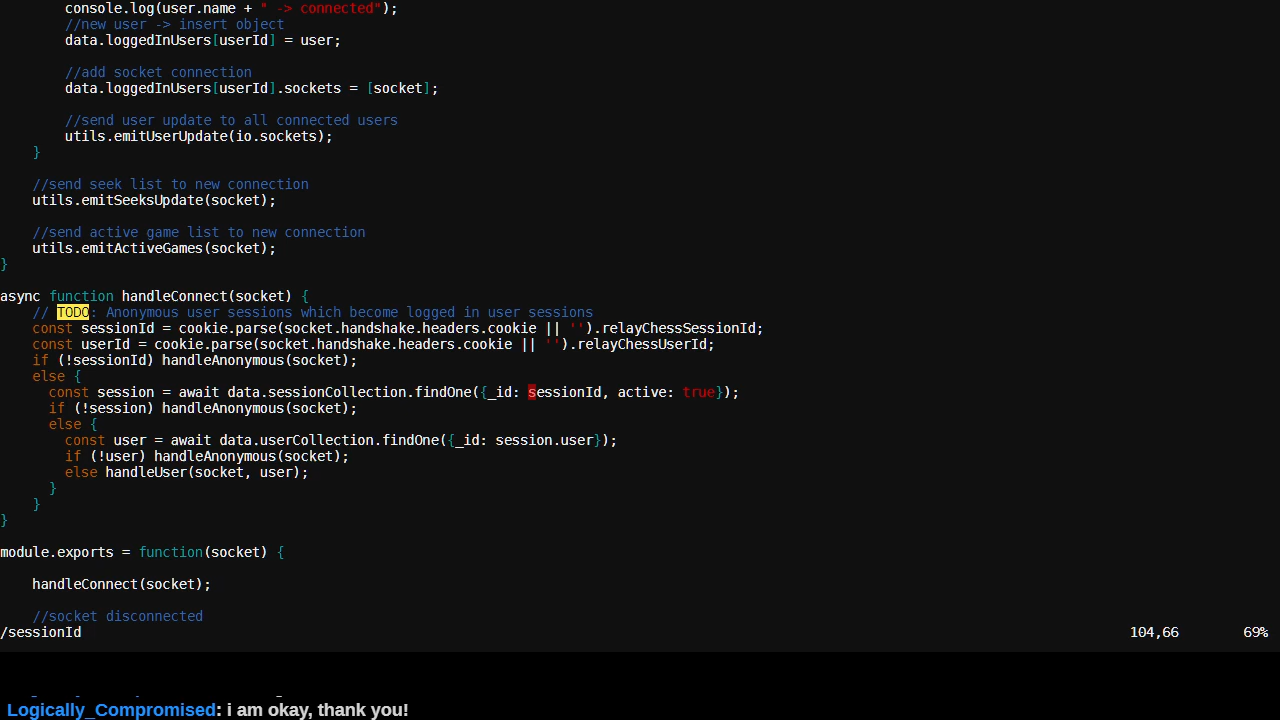 console.log(user.name + " -> connected");
//new user -> insert object
data.loggedInUsers[userId] = user;
//add socket connection
data.loggedInUsers[userId].sockets = [socket];
//send user update to all connected users
utils.emitUserUpdate(io.sockets);
}
//send seek list to new connection
utils.emitSeeksUpdate(socket);
//send active game list to new connection
utils.emitActiveGames(socket);
}
async function handleConnect(socket) {
// TODO: Anonymous user sessions which become logged in user sessions
const sessionId = cookie.parse(socket.handshake.headers.cookie || '').relayChessSessionId;
const userId = cookie.parse(socket.handshake.headers.cookie || '').relayChessUserId;
if (!sessionId) handleAnonymous(socket);
else {
const session = await data.sessionCollection.findOne({_id: sessionId, active: true});
if (!session) handleAnonymous(socket);
else {
const user = await data.userCollection.findOne({_id: session.user});
if (!user) handleAnonymous(socket);
else handleUser(socket, user);
}
}
}
module.exports = function(socket) {
handleConnect(socket);
//socket disconnected
/sessionId 104,66 69%
Logically_Compromised: i am okay, thank you!